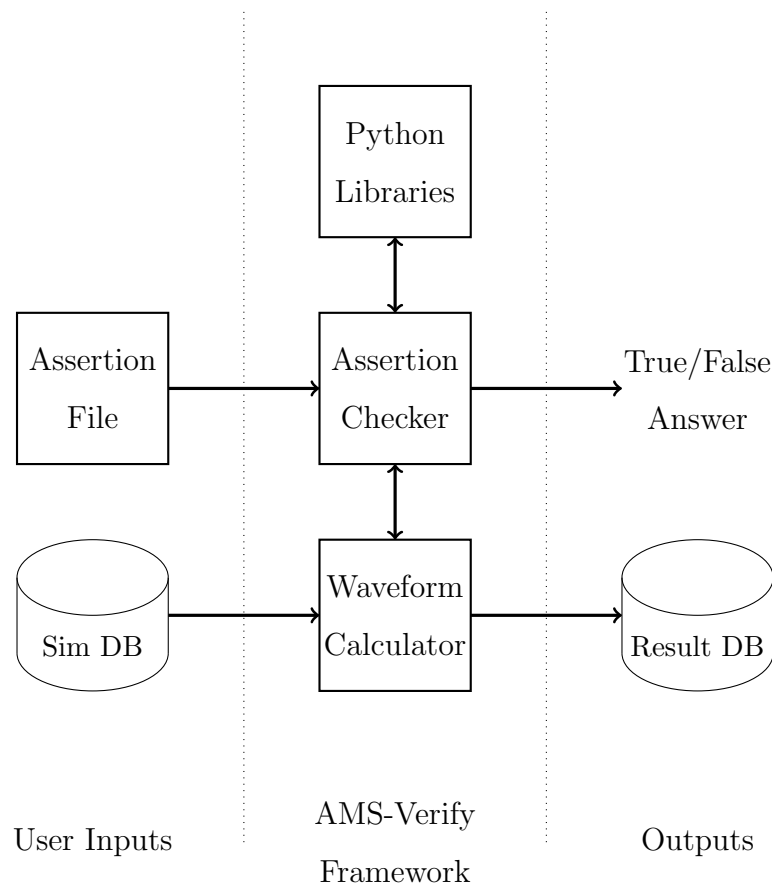 Python
Libraries
Assertion
File
Assertion
Checker
True/False
Answer
Sim DB
Waveform
Calculator
Result DB
User Inputs
AMS-Verify
Framework
Outputs